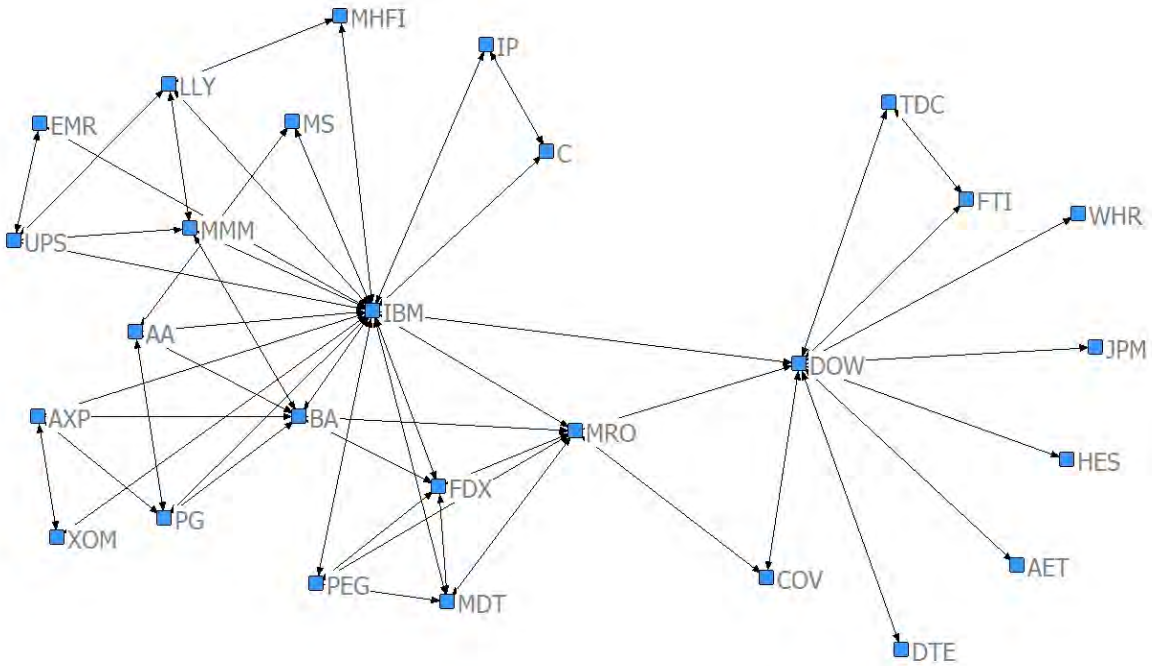 MHFI
IP
LLY
TDC
EMR
MS
C
FTI
WHR
MMM
UPS
IBM
AA
JPM
DOW
AXP
BA
MRO
HES
FDX
PG
XOM
AET
COV
PEG
MDT
DTE